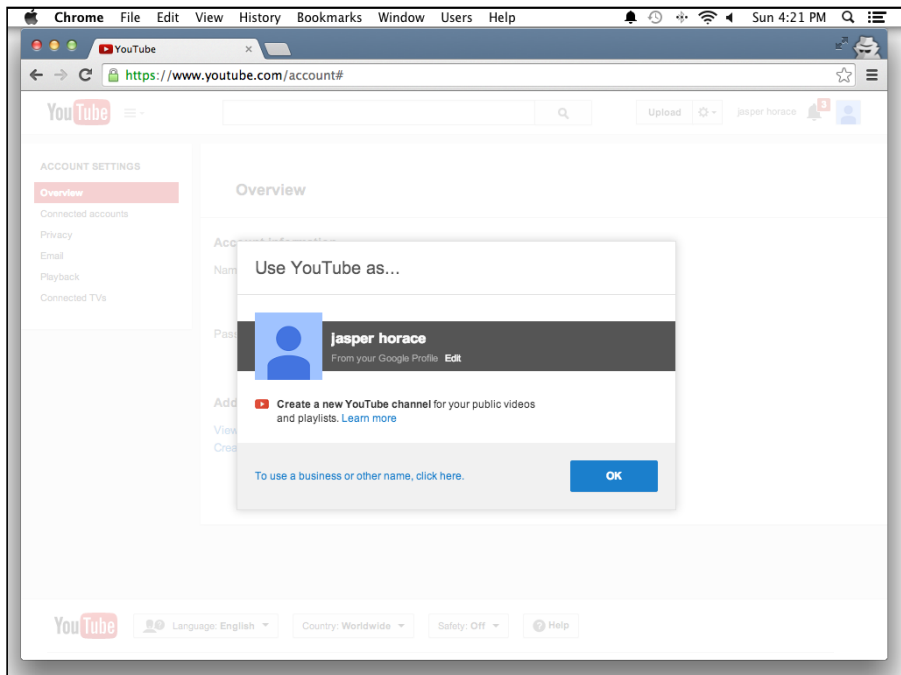 Chrome File Edit View History Bookmarks Window Users Help Sun 4:21 PM
YouTube
https://www.youtube.com/account#
YouTube Upload jasper horace 3
ACCOUNT SETTINGS
Overview
Connected accounts
Privacy
Email
Playback
Connected TVs
Overview
Use YouTube as...
jasper horace
From your Google Profile Edit
Create a new YouTube channel for your public videos
and playlists. Learn more
To use a business or other name, click here.
OK
YouTube Language: English Country: Worldwide Safety: Off Help